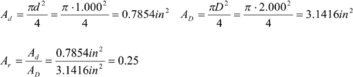 A_d = πd²/4 = π·1.000²/4 = 0.7854in² A_D = πD²/4 = π·2.000²/4 = 3.1416in²
A_r = A_d/A_D = 0.7854in²/3.1416in² = 0.25